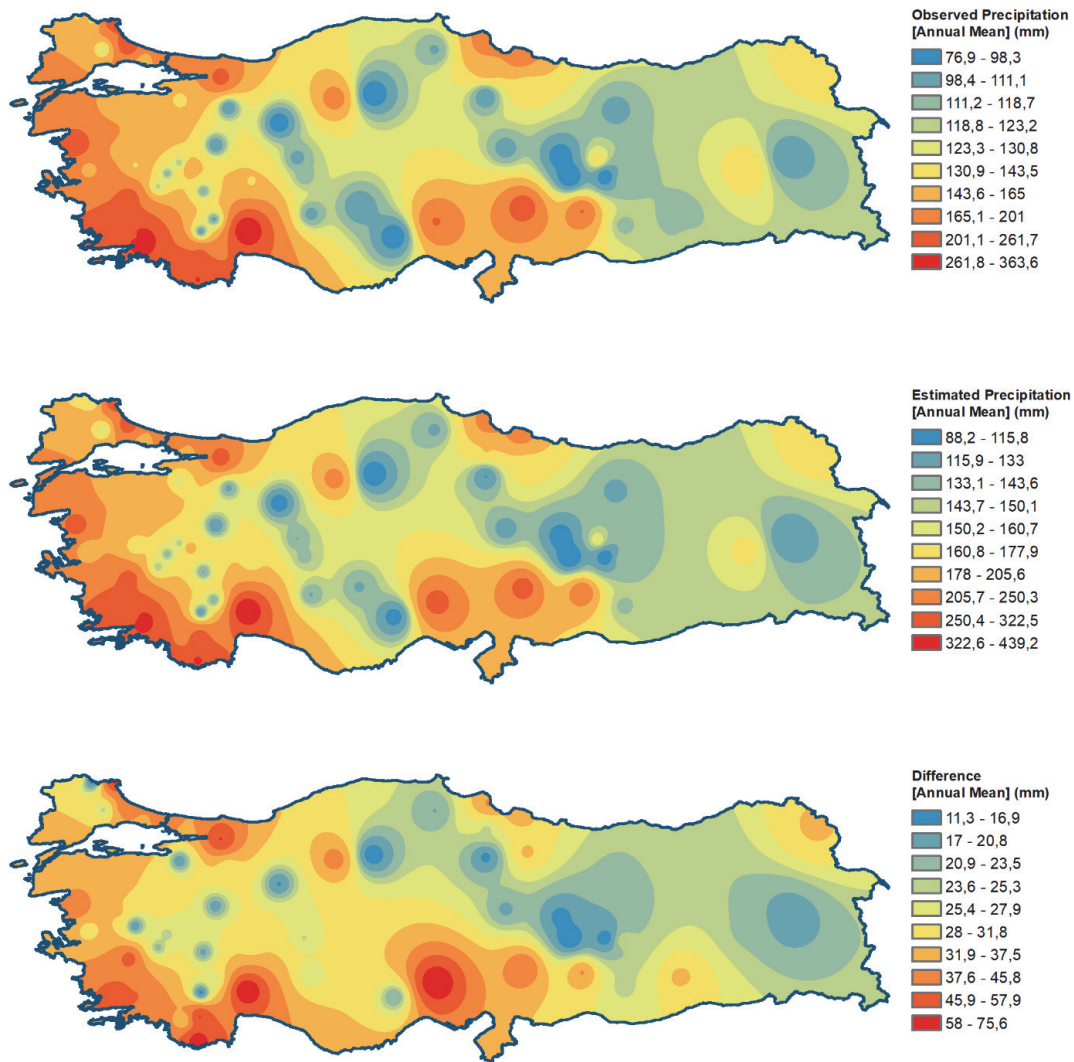 Observed Precipitation
[Annual Mean] (mm)
76,9 - 98,3
98,4 - 111,1
111,2 - 118,7
118,8 - 123,2
123,3 - 130,8
130,9 - 143,5
143,6 - 165
165,1 - 201
201,1 - 261,7
261,8 - 363,6
Estimated Precipitation
[Annual Mean] (mm)
88,2 - 115,8
115,9 - 133
133,1 - 143,6
143,7 - 150,1
150,2 - 160,7
160,8 - 177,9
178 - 205,6
205,7 - 250,3
250,4 - 322,5
322,6 - 439,2
Difference
[Annual Mean] (mm)
11,3 - 16,9
17 - 20,8
20,9 - 23,5
23,6 - 25,3
25,4 - 27,9
28 - 31,8
31,9 - 37,5
37,6 - 45,8
45,9 - 57,9
58 - 75,6